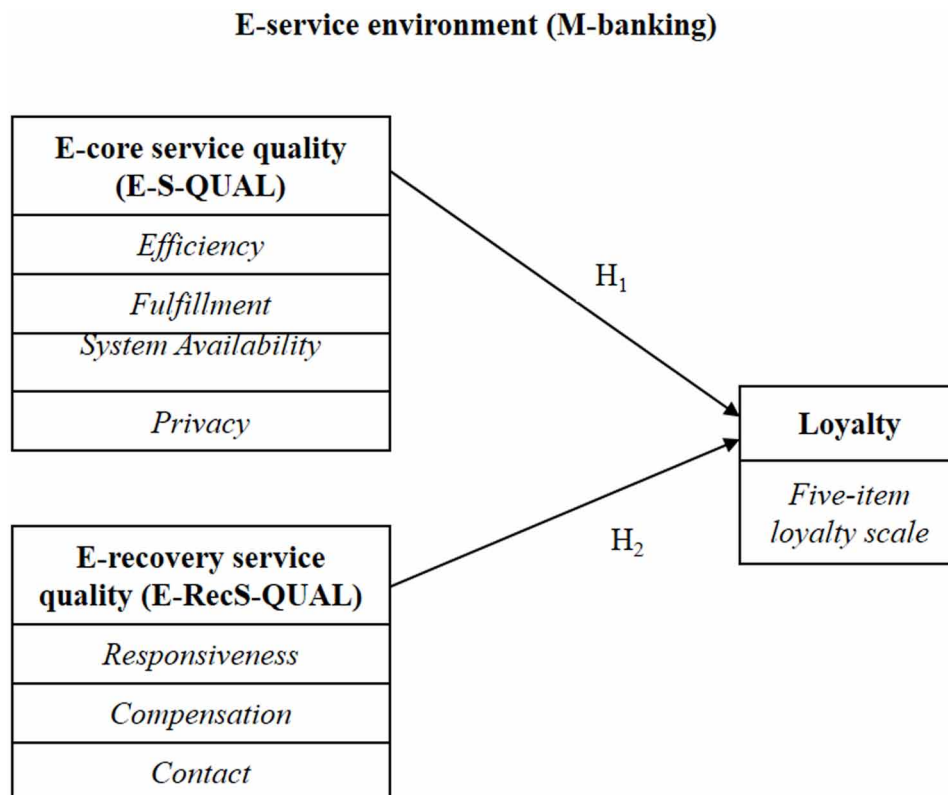 E-service environment (M-banking)
E-core service quality
(E-S-QUAL)
Efficiency
Fulfillment
System Availability
Privacy
H₁
Loyalty
Five-item
loyalty scale
H₂
E-recovery service
quality (E-RecS-QUAL)
Responsiveness
Compensation
Contact